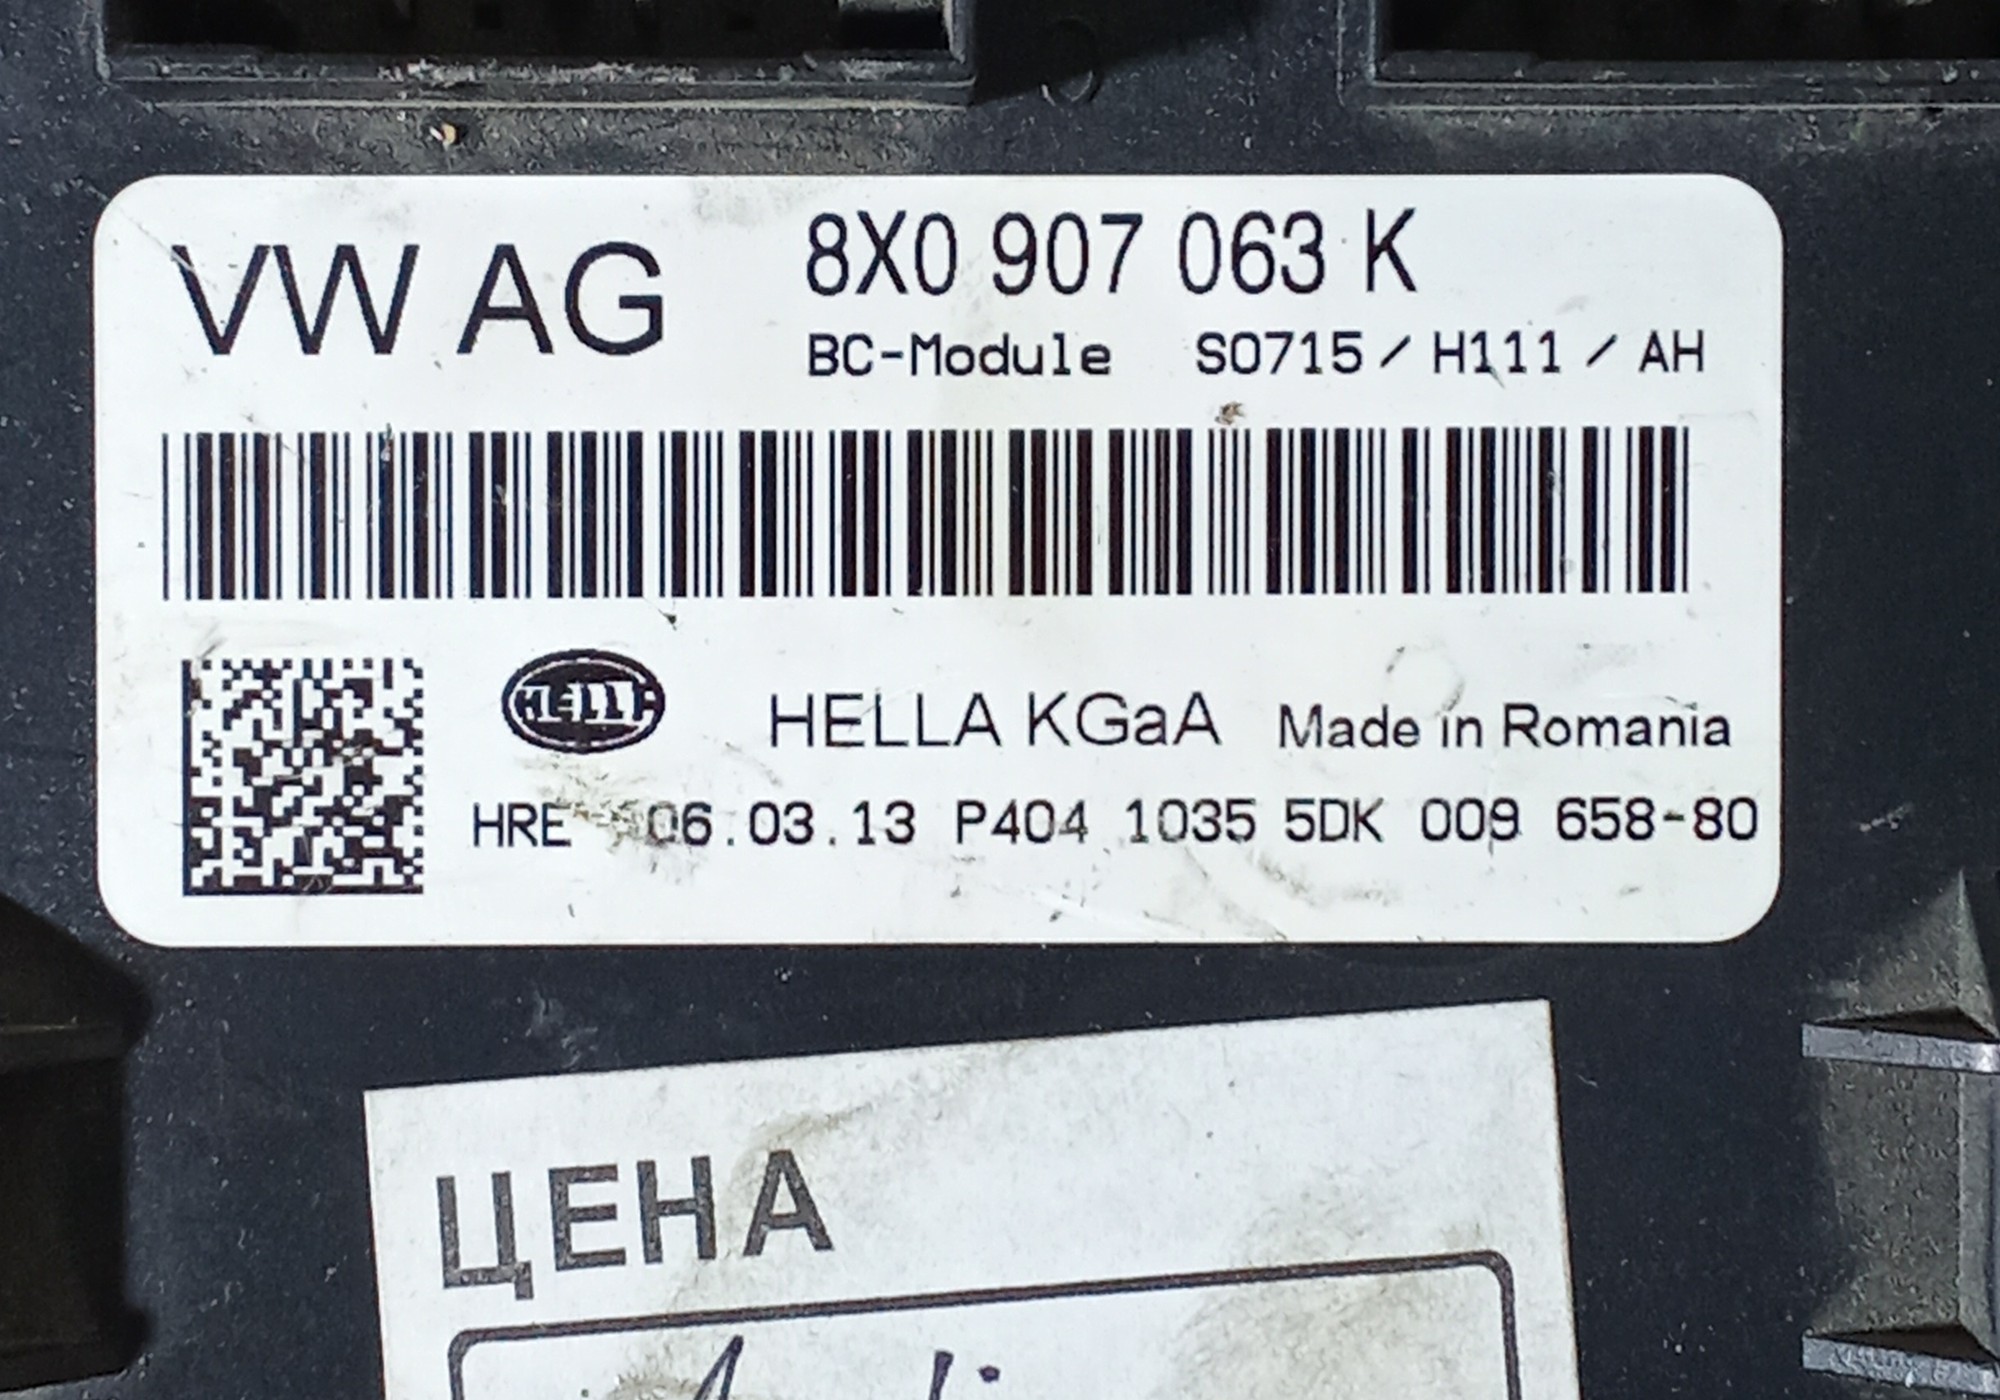 VW AG 8X0 907 063 K
BC-Module S0715 / H111 / AH
HELLA HELLA KGaA Made in Romania
HRE 06.03.13 P404 1035 5DK 009 658-80
ЦЕНА